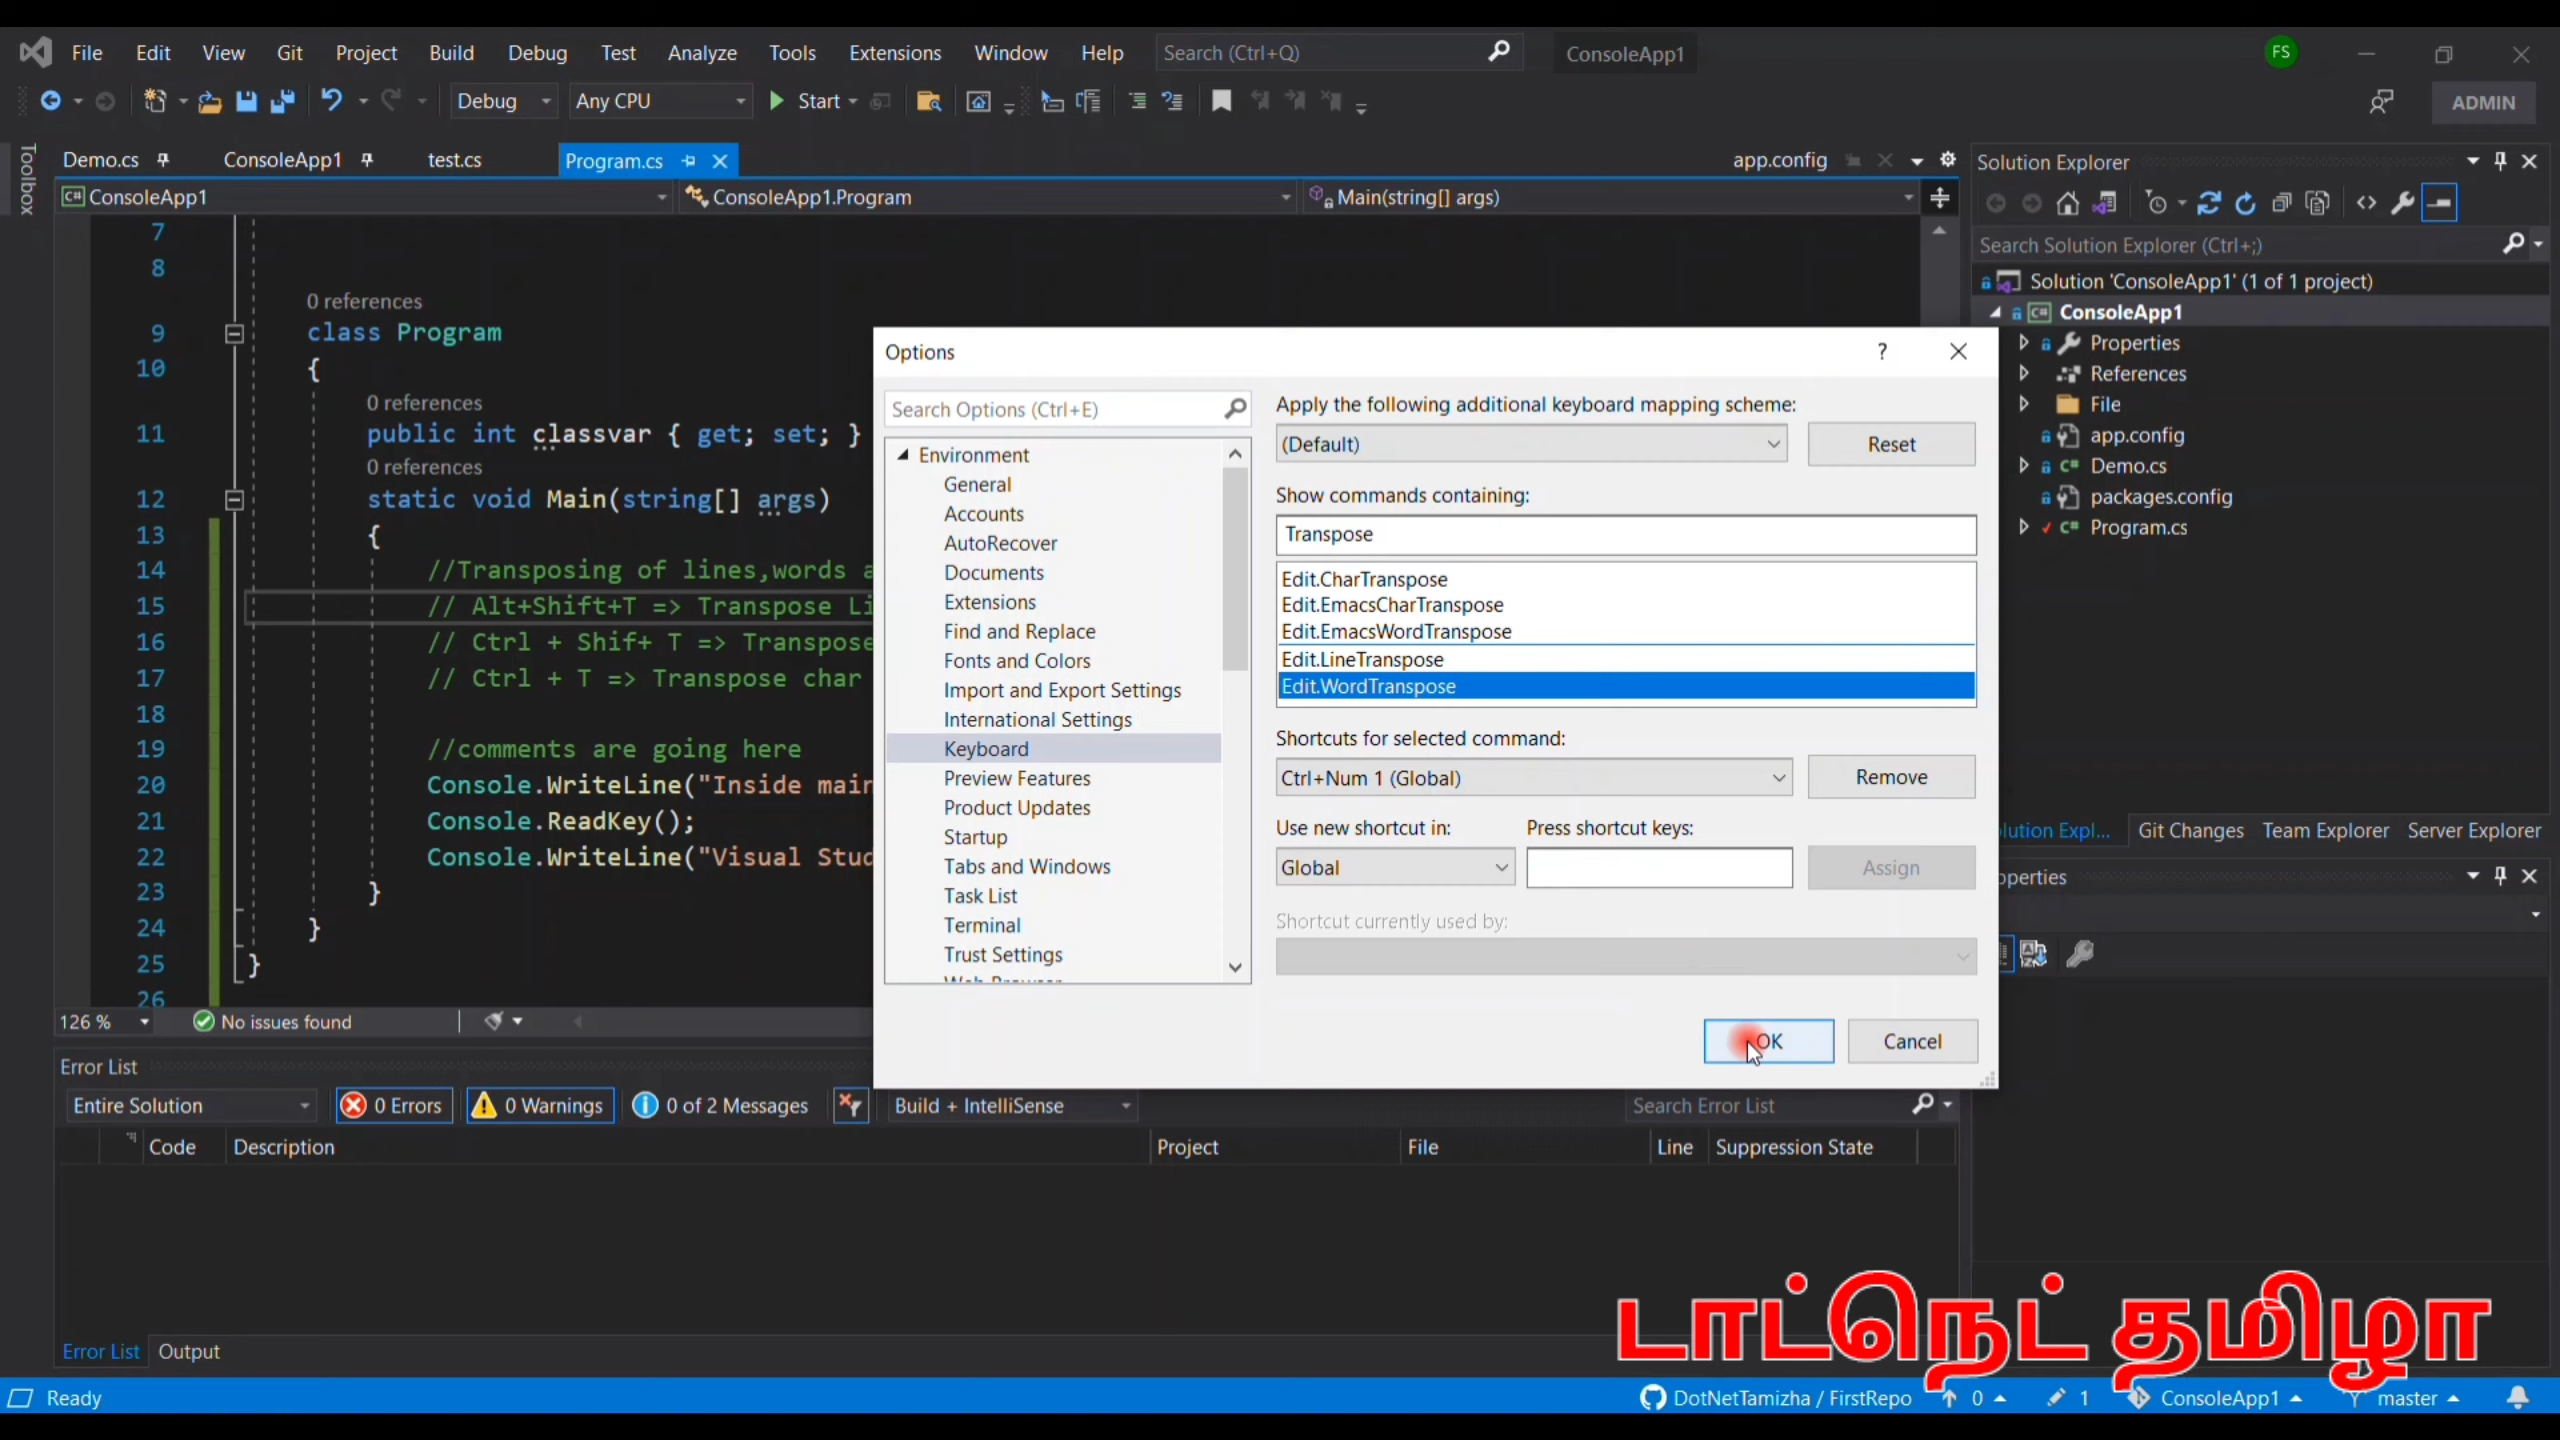 File Edit View Git Project Build Debug Test Analyze Tools Extensions Window Help Search (Ctrl+Q) ConsoleApp1 FS
Debug Any CPU Start ADMIN
Toolbox
Demo.cs ConsoleApp1 test.cs Program.cs app.config
ConsoleApp1 ConsoleApp1.Program Main(string[] args)
7
8
0 references
9 class Program
10 {
0 references
11 public int classvar { get; set; }
0 references
12 static void Main(string[] args)
13 {
14 //Transposing of lines,words
15 // Alt+Shift+T => Transpose
16 // Ctrl + Shif+ T => Transpose
17 // Ctrl + T => Transpose char
18
19 //comments are going here
20 Console.WriteLine("Inside
21 Console.ReadKey();
22 Console.WriteLine("Visual
23 }
24 }
25 }
26
126 % No issues found
Options ?
Search Options (Ctrl+E)
Environment
General
Accounts
AutoRecover
Documents
Extensions
Find and Replace
Fonts and Colors
Import and Export Settings
International Settings
Keyboard
Preview Features
Product Updates
Startup
Tabs and Windows
Task List
Terminal
Trust Settings
Apply the following additional keyboard mapping scheme:
(Default) Reset
Show commands containing:
Transpose
Edit.CharTranspose
Edit.EmacsCharTranspose
Edit.EmacsWordTranspose
Edit.LineTranspose
Edit.WordTranspose
Shortcuts for selected command:
Ctrl+Num 1 (Global) Remove
Use new shortcut in: Press shortcut keys:
Global Assign
Shortcut currently used by:
OK Cancel
Solution Explorer
Search Solution Explorer (Ctrl+;)
Solution 'ConsoleApp1' (1 of 1 project)
ConsoleApp1
Properties
References
File
app.config
Demo.cs
packages.config
Program.cs
Git Changes Team Explorer Server Explorer
Error List
Entire Solution 0 Errors 0 Warnings 0 of 2 Messages Build + IntelliSense Search Error List
Code Description Project File Line Suppression State
Error List Output
டாட்நெட் தமிழா
Ready DotNetTamizha / FirstRepo 0 1 ConsoleApp1 master